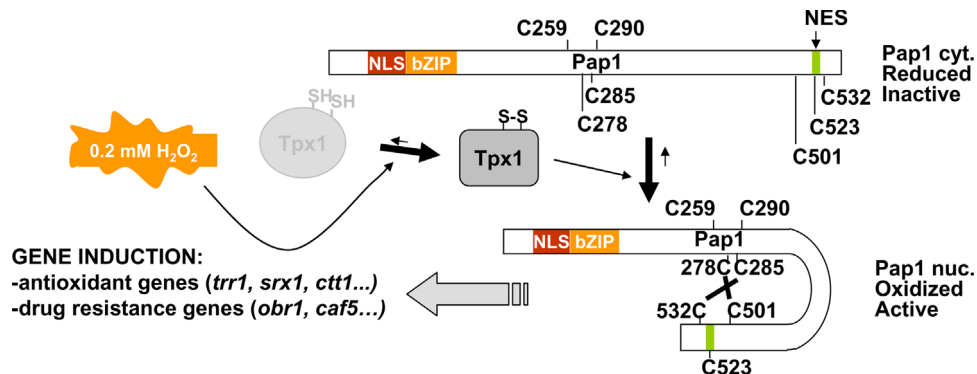 NES
C259 C290
NLS bZIP Pap1
C285
C278
C532
C523
C501
Pap1 cyt.
Reduced
Inactive
0.2 mM H₂O₂
SH
SH
Tpx1
S-S
Tpx1
C259 C290
NLS bZIP Pap1
278C C285
532C C501
C523
Pap1 nuc.
Oxidized
Active
GENE INDUCTION:
-antioxidant genes (trr1, srx1, ctt1...)
-drug resistance genes (obr1, caf5…)